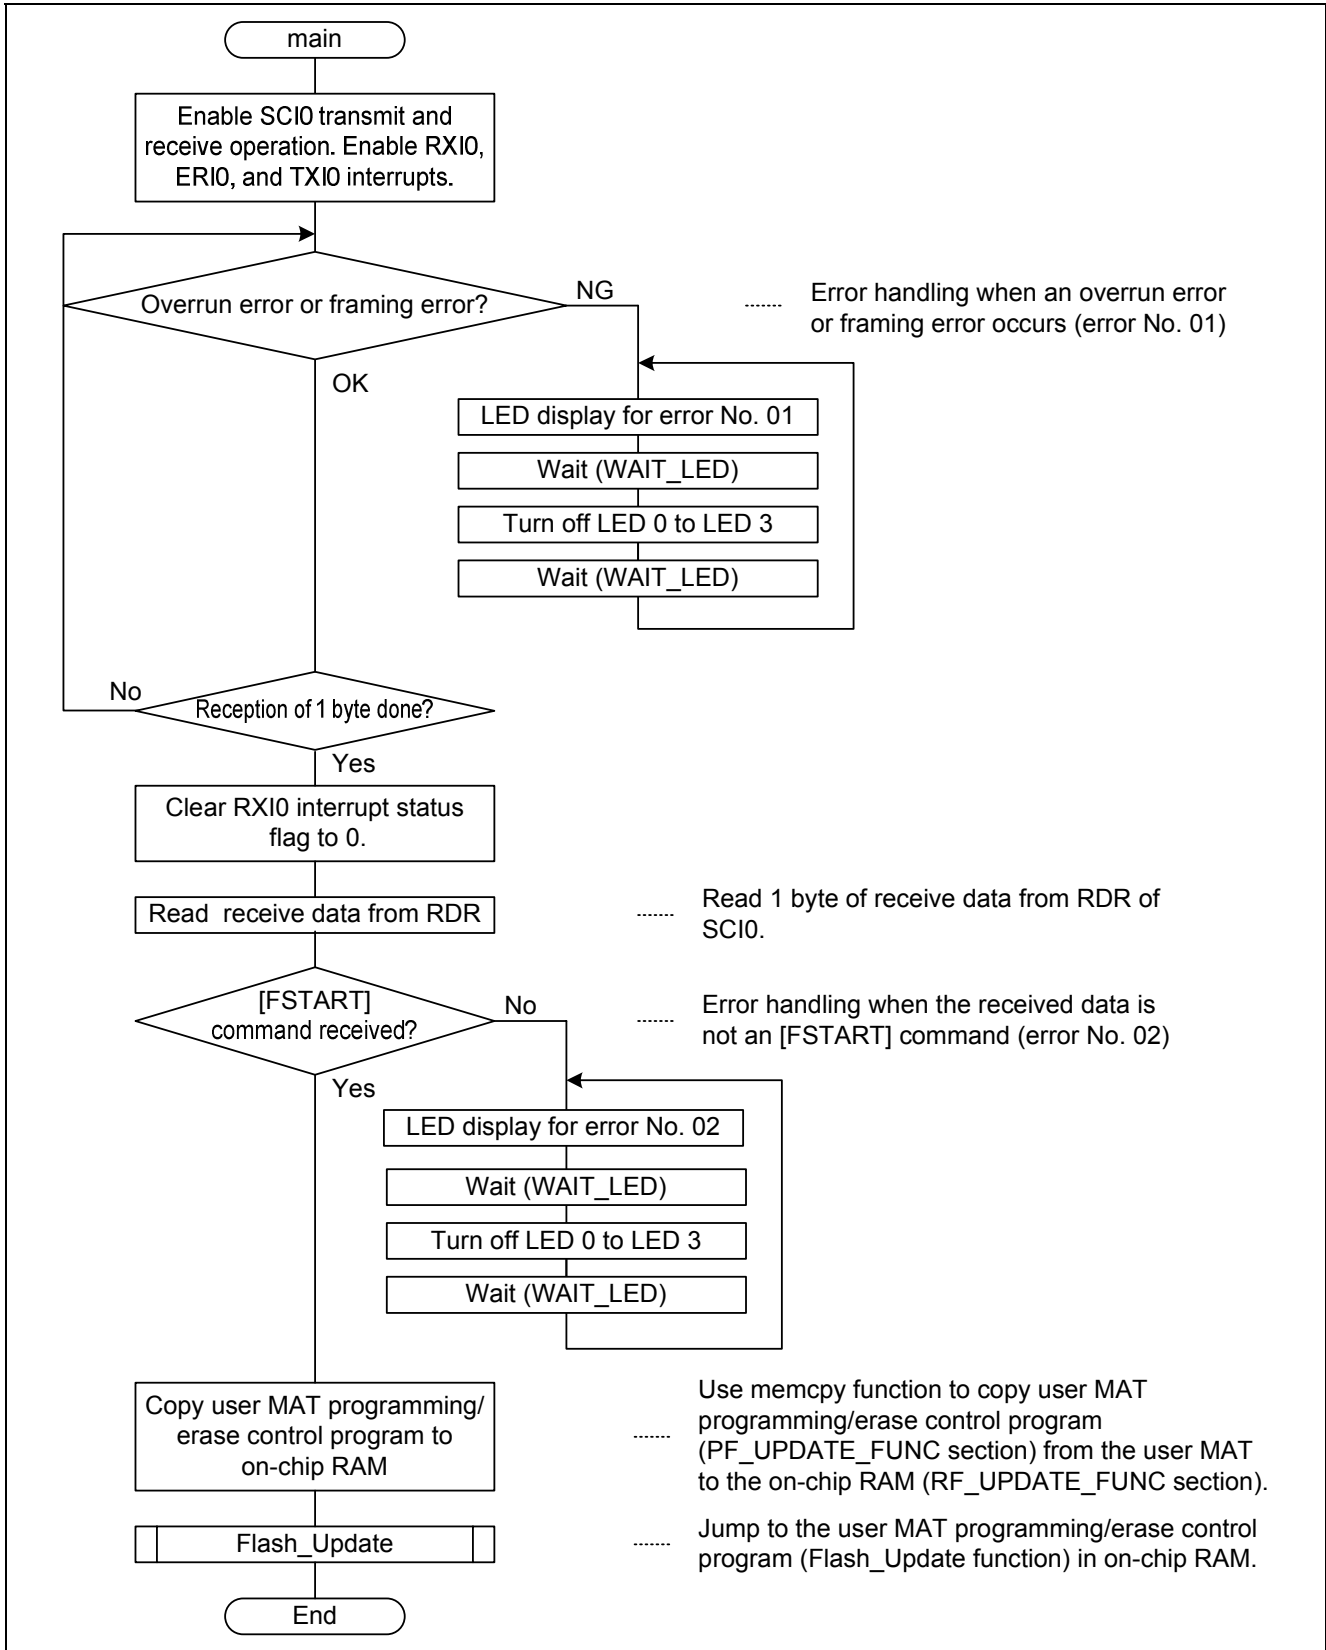 main
Enable SCI0 transmit and
receive operation. Enable RXI0,
ERI0, and TXI0 interrupts.
Overrun error or framing error?
NG
Error handling when an overrun error
or framing error occurs (error No. 01)
OK
LED display for error No. 01
Wait (WAIT_LED)
Turn off LED 0 to LED 3
Wait (WAIT_LED)
No
Reception of 1 byte done?
Yes
Clear RXI0 interrupt status
flag to 0.
Read receive data from RDR
Read 1 byte of receive data from RDR of
SCI0.
[FSTART]
command received?
No
Error handling when the received data is
not an [FSTART] command (error No. 02)
Yes
LED display for error No. 02
Wait (WAIT_LED)
Turn off LED 0 to LED 3
Wait (WAIT_LED)
Copy user MAT programming/
erase control program to
on-chip RAM
Use memcpy function to copy user MAT
programming/erase control program
(PF_UPDATE_FUNC section) from the user MAT
to the on-chip RAM (RF_UPDATE_FUNC section).
Flash_Update
Jump to the user MAT programming/erase control
program (Flash_Update function) in on-chip RAM.
End